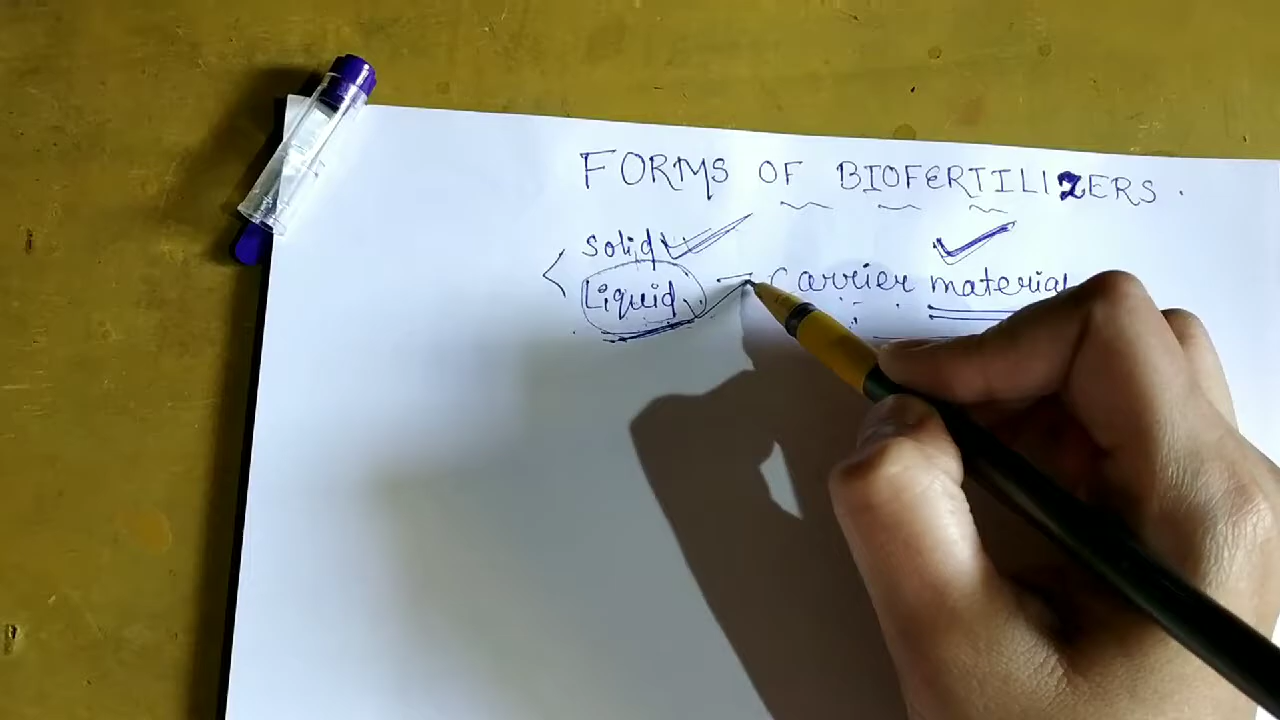 FORMS OF BIOFERTILIZERS.
Solid
Liquid → Carrier material